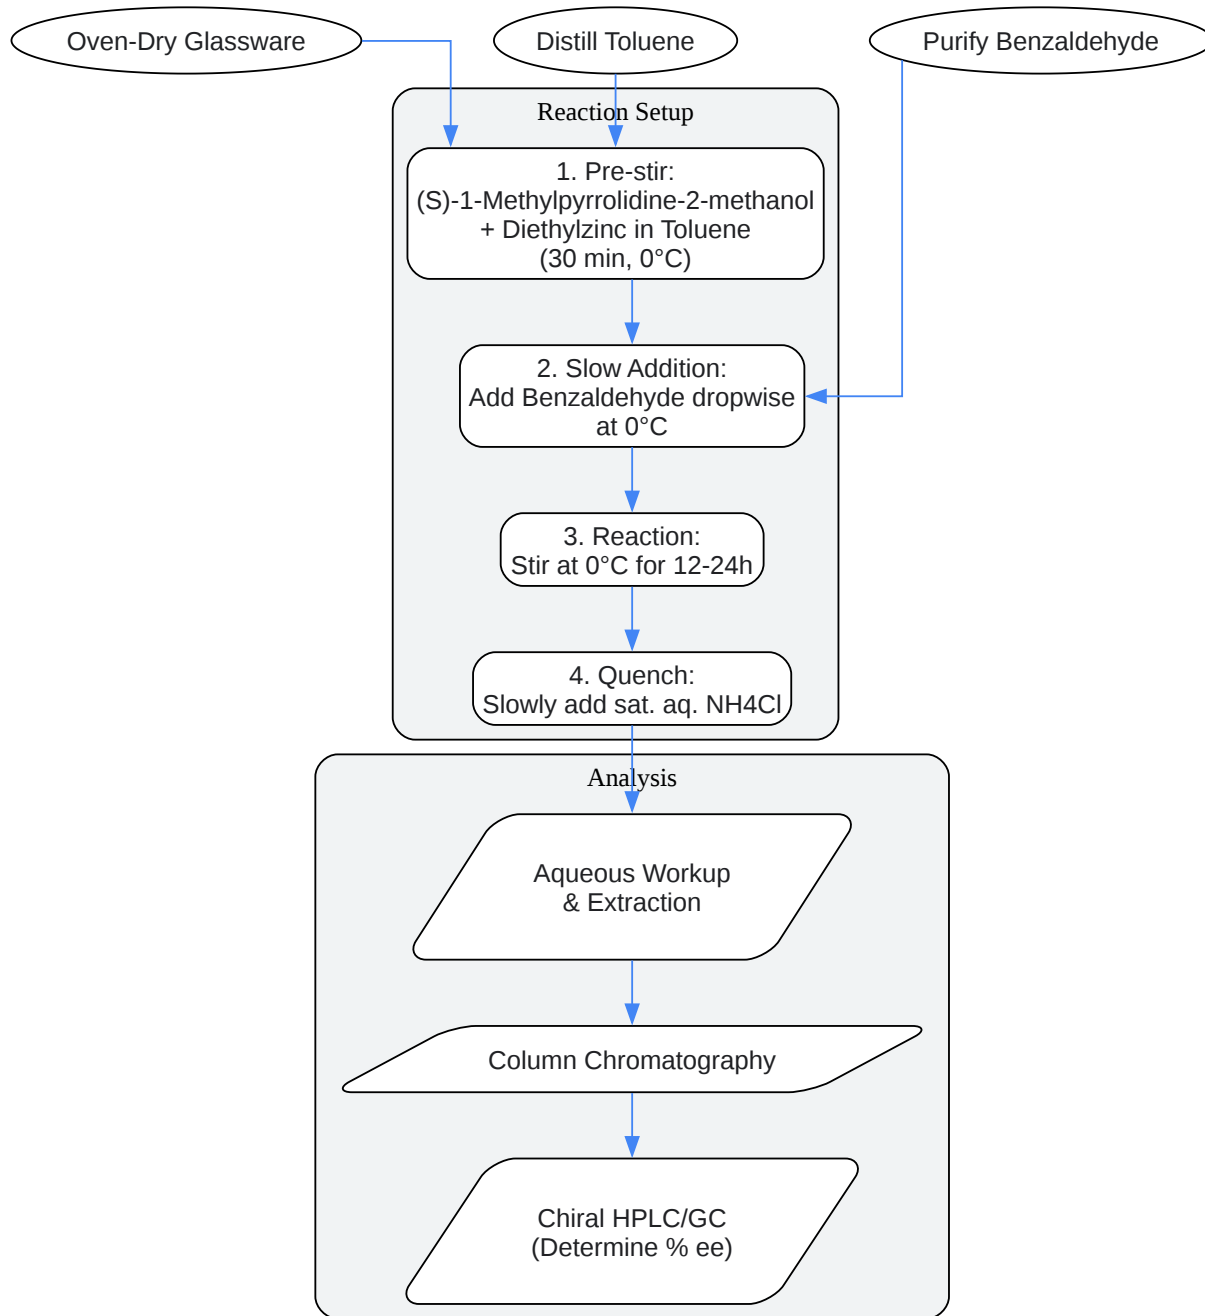 Oven-Dry Glassware
Distill Toluene
Purify Benzaldehyde
Reaction Setup
1. Pre-stir:
(S)-1-Methylpyrrolidine-2-methanol
+ Diethylzinc in Toluene
(30 min, 0°C)
2. Slow Addition:
Add Benzaldehyde dropwise
at 0°C
3. Reaction:
Stir at 0°C for 12-24h
4. Quench:
Slowly add sat. aq. NH4Cl
Analysis
Aqueous Workup
& Extraction
Column Chromatography
Chiral HPLC/GC
(Determine % ee)